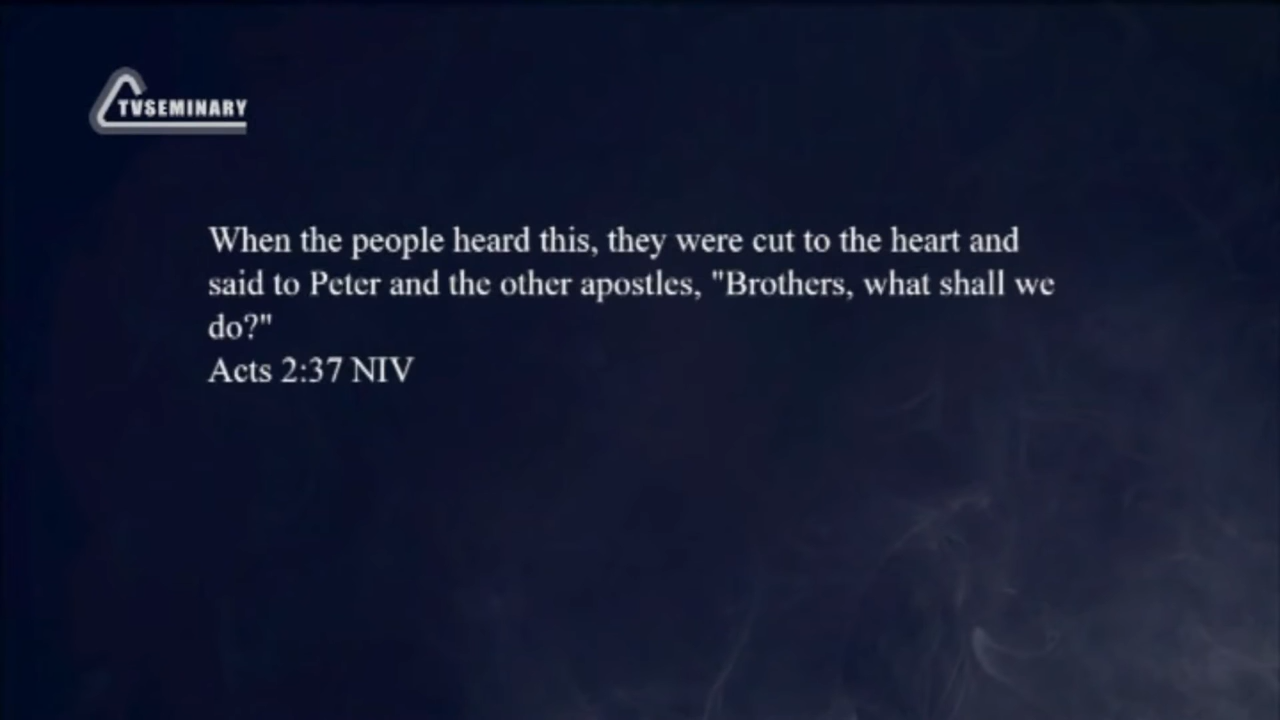 TVSEMINARY
When the people heard this, they were cut to the heart and
said to Peter and the other apostles, "Brothers, what shall we
do?"
Acts 2:37 NIV